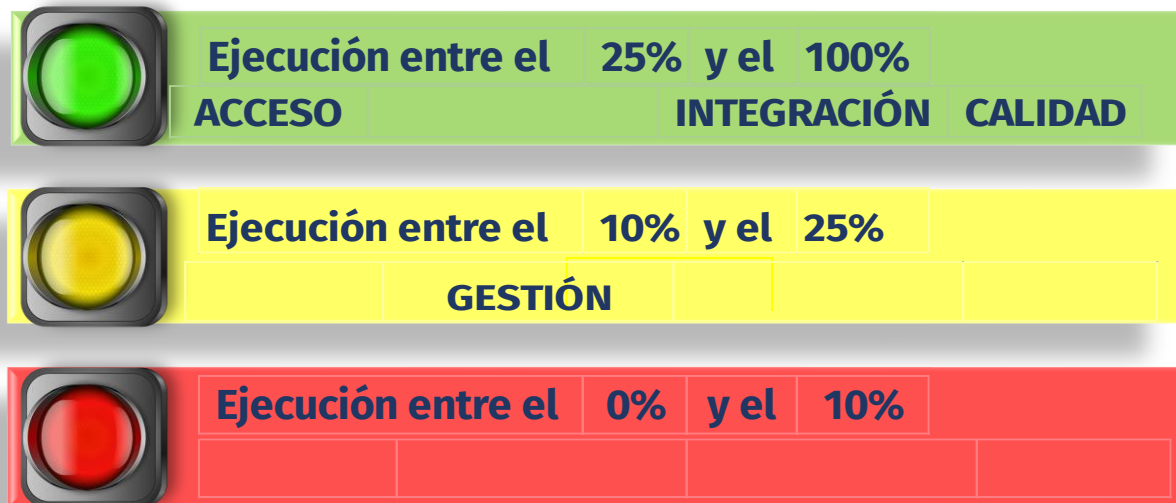 Ejecución entre el 25% y el 100%
ACCESO INTEGRACIÓN CALIDAD
Ejecución entre el 10% y el 25%
GESTIÓN
Ejecución entre el 0% y el 10%